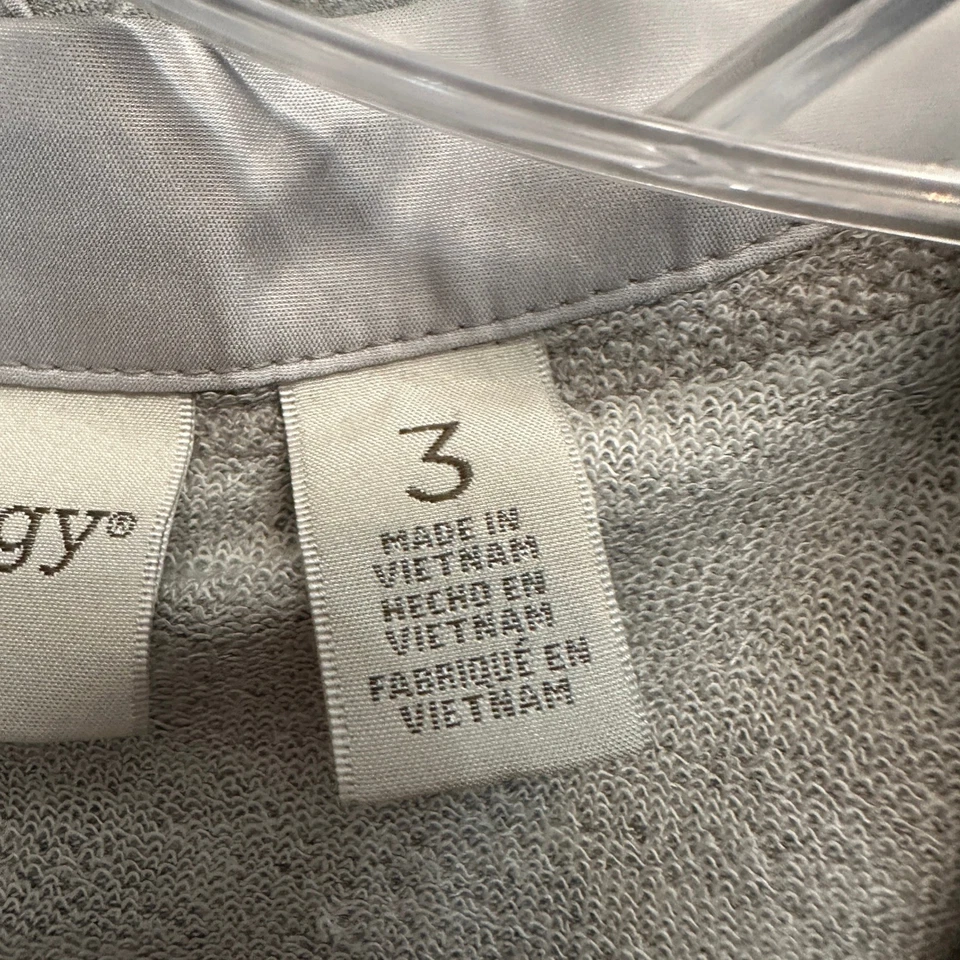 gy®
3
MADE IN
VIETNAM
HECHO EN
VIETNAM
FABRIQUÉ EN
VIETNAM